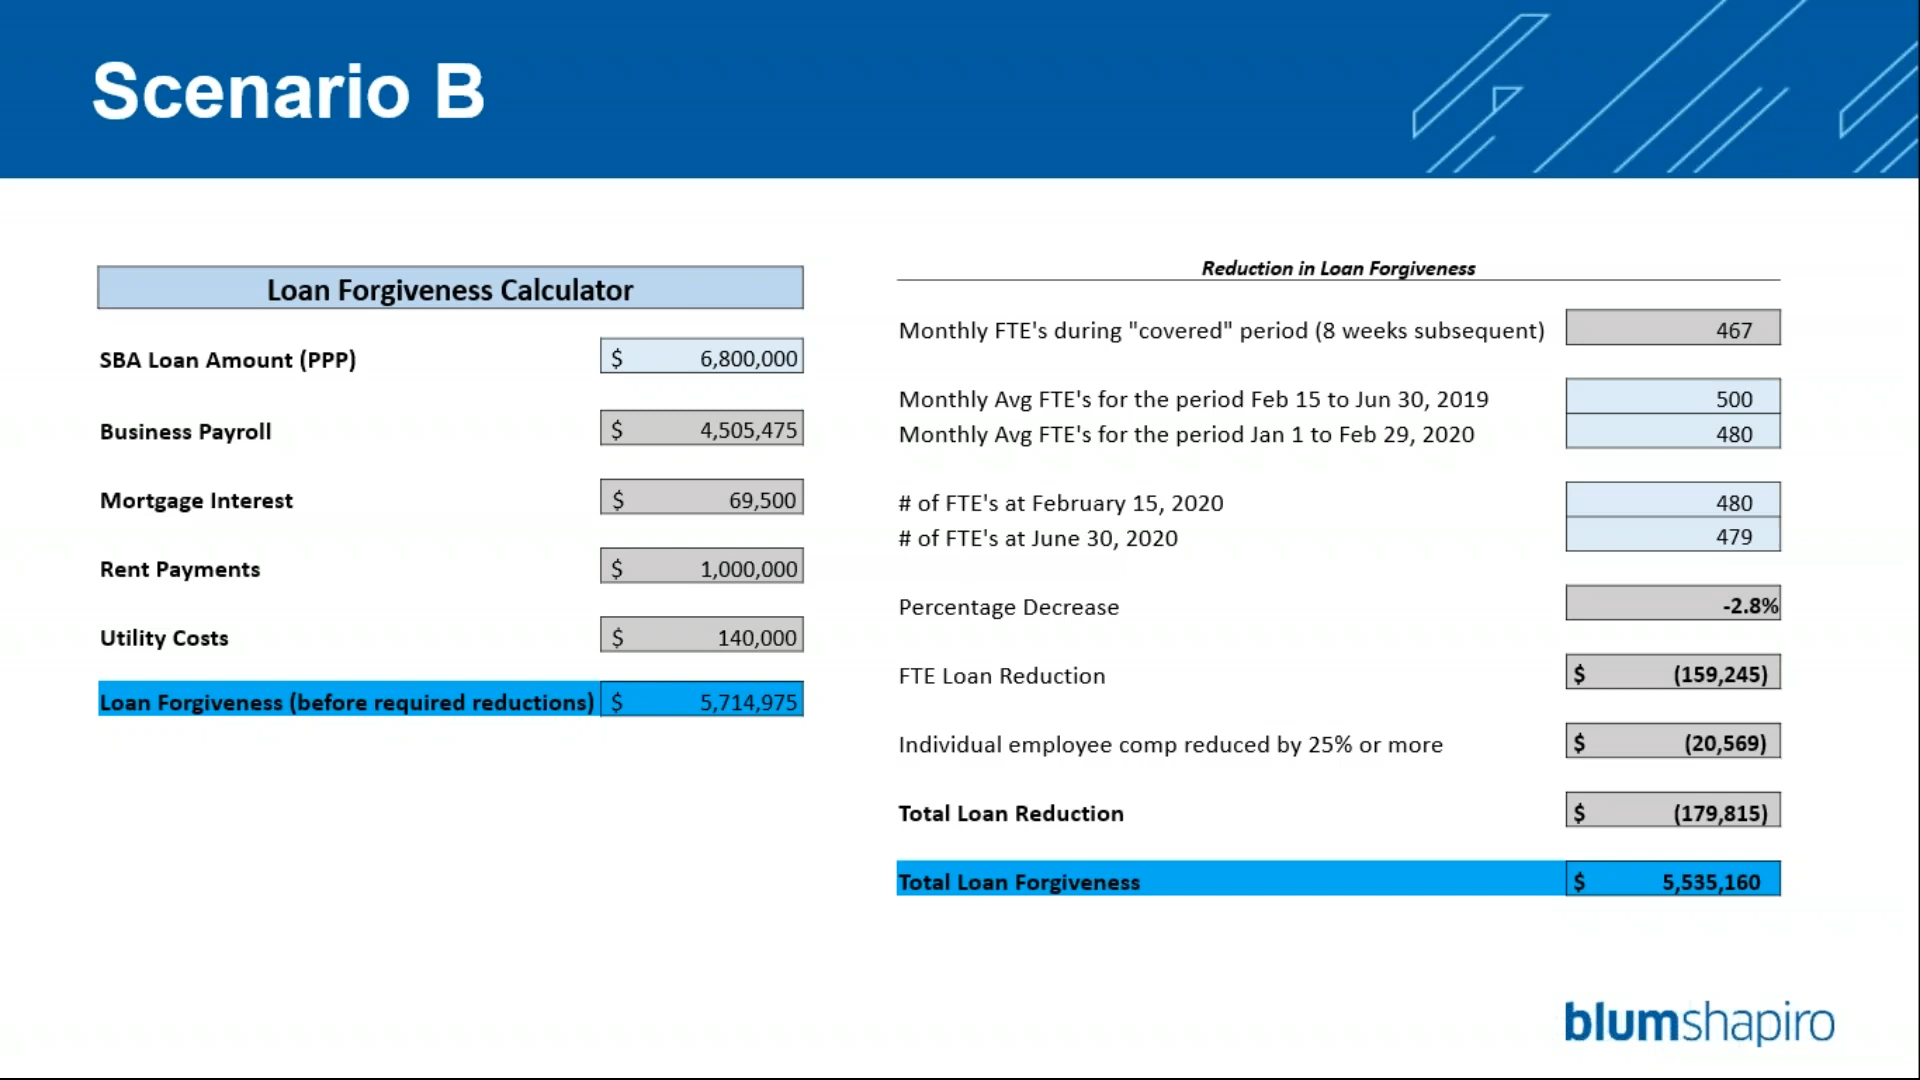 Scenario B
Loan Forgiveness Calculator
SBA Loan Amount (PPP) $ 6,800,000
Business Payroll $ 4,505,475
Mortgage Interest $ 69,500
Rent Payments $ 1,000,000
Utility Costs $ 140,000
Loan Forgiveness (before required reductions) $ 5,714,975
Reduction in Loan Forgiveness
Monthly FTE's during "covered" period (8 weeks subsequent) 467
Monthly Avg FTE's for the period Feb 15 to Jun 30, 2019 500
Monthly Avg FTE's for the period Jan 1 to Feb 29, 2020 480
# of FTE's at February 15, 2020 480
# of FTE's at June 30, 2020 479
Percentage Decrease -2.8%
FTE Loan Reduction $ (159,245)
Individual employee comp reduced by 25% or more $ (20,569)
Total Loan Reduction $ (179,815)
Total Loan Forgiveness $ 5,535,160
blumshapiro